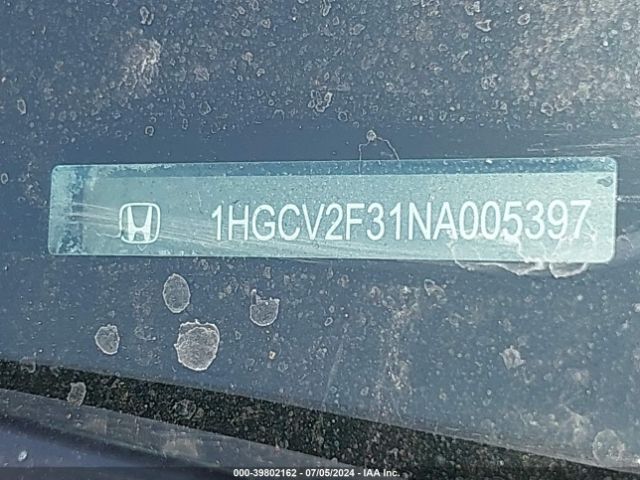 1HGCV2F31NA005397
000-39802162 - 07/05/2024 - IAA Inc.